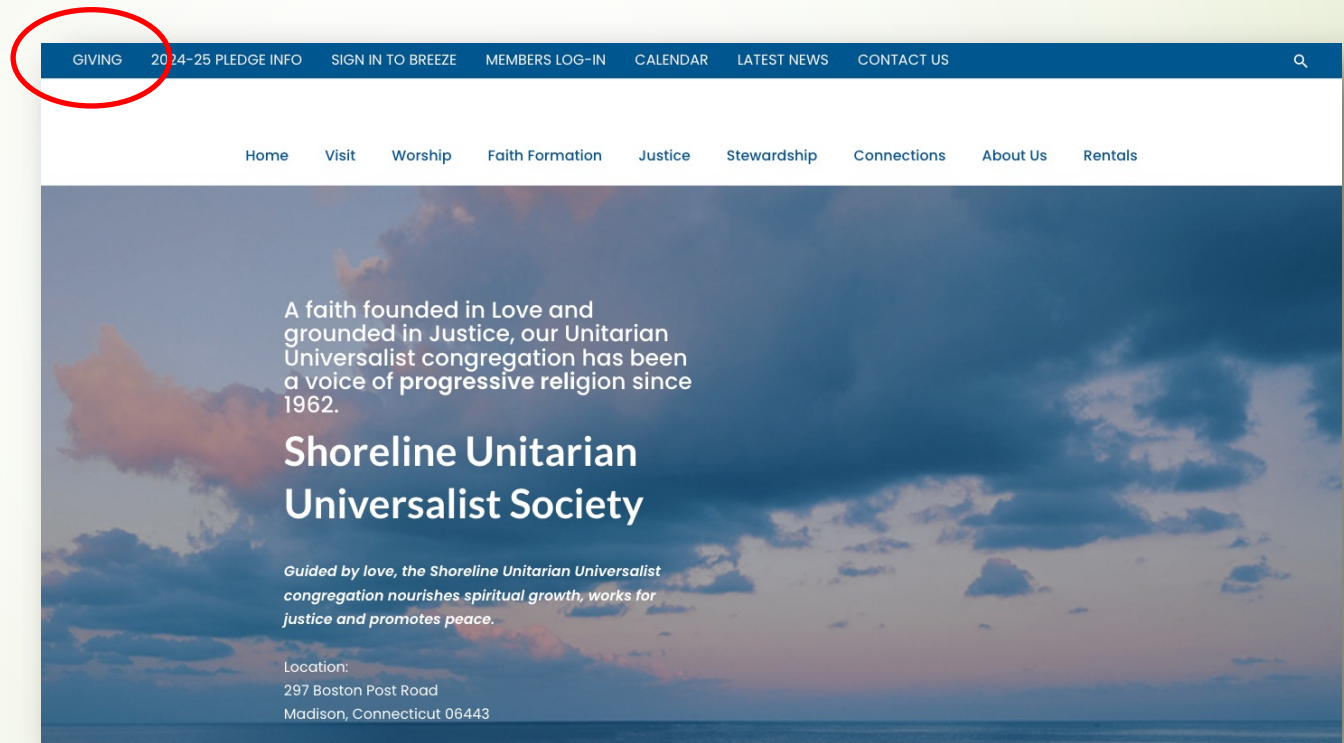 GIVING 2024-25 PLEDGE INFO SIGN IN TO BREEZE MEMBERS LOG-IN CALENDAR LATEST NEWS CONTACT US
Home Visit Worship Faith Formation Justice Stewardship Connections About Us Rentals
A faith founded in Love and
grounded in Justice, our Unitarian
Universalist congregation has been
a voice of progressive religion since
1962.
Shoreline Unitarian
Universalist Society
Guided by love, the Shoreline Unitarian Universalist
congregation nourishes spiritual growth, works for
justice and promotes peace.
Location:
297 Boston Post Road
Madison, Connecticut 06443